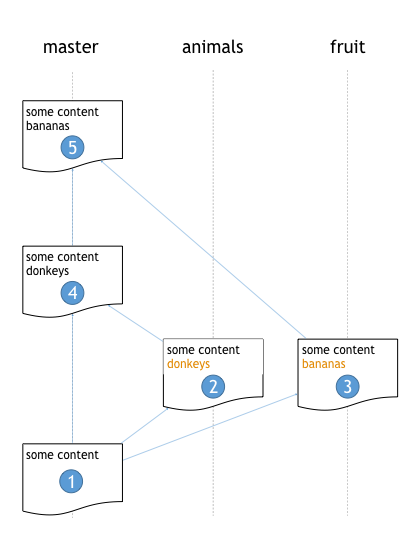 master animals fruit
some content
bananas
5
some content
donkeys
4
some content
donkeys
2
some content
bananas
3
some content
1